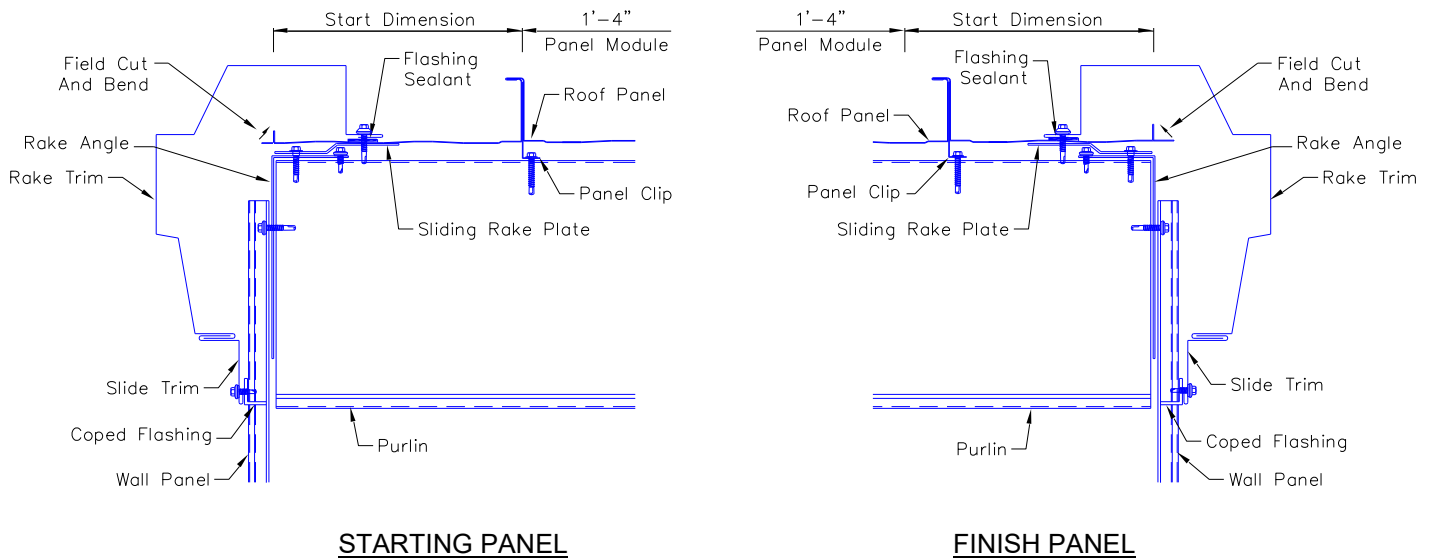 Start Dimension
1'-4"
Panel Module
Field Cut
And Bend
Flashing
Sealant
Roof Panel
Rake Angle
Rake Trim
Panel Clip
Sliding Rake Plate
Slide Trim
Coped Flashing
Purlin
Wall Panel
STARTING PANEL
1'-4"
Panel Module
Start Dimension
Flashing
Sealant
Field Cut
And Bend
Roof Panel
Rake Angle
Panel Clip
Rake Trim
Sliding Rake Plate
Slide Trim
Coped Flashing
Purlin
Wall Panel
FINISH PANEL